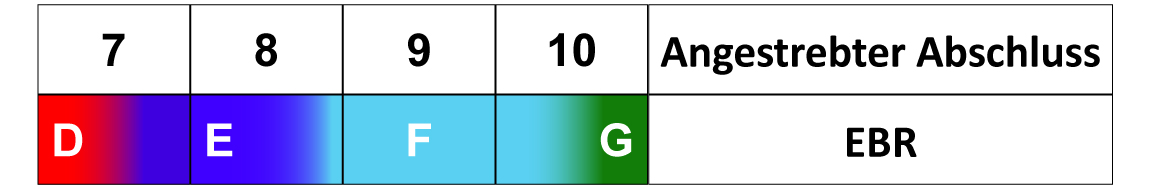 7 8 9 10 Angestrebter Abschluss
D E F G EBR